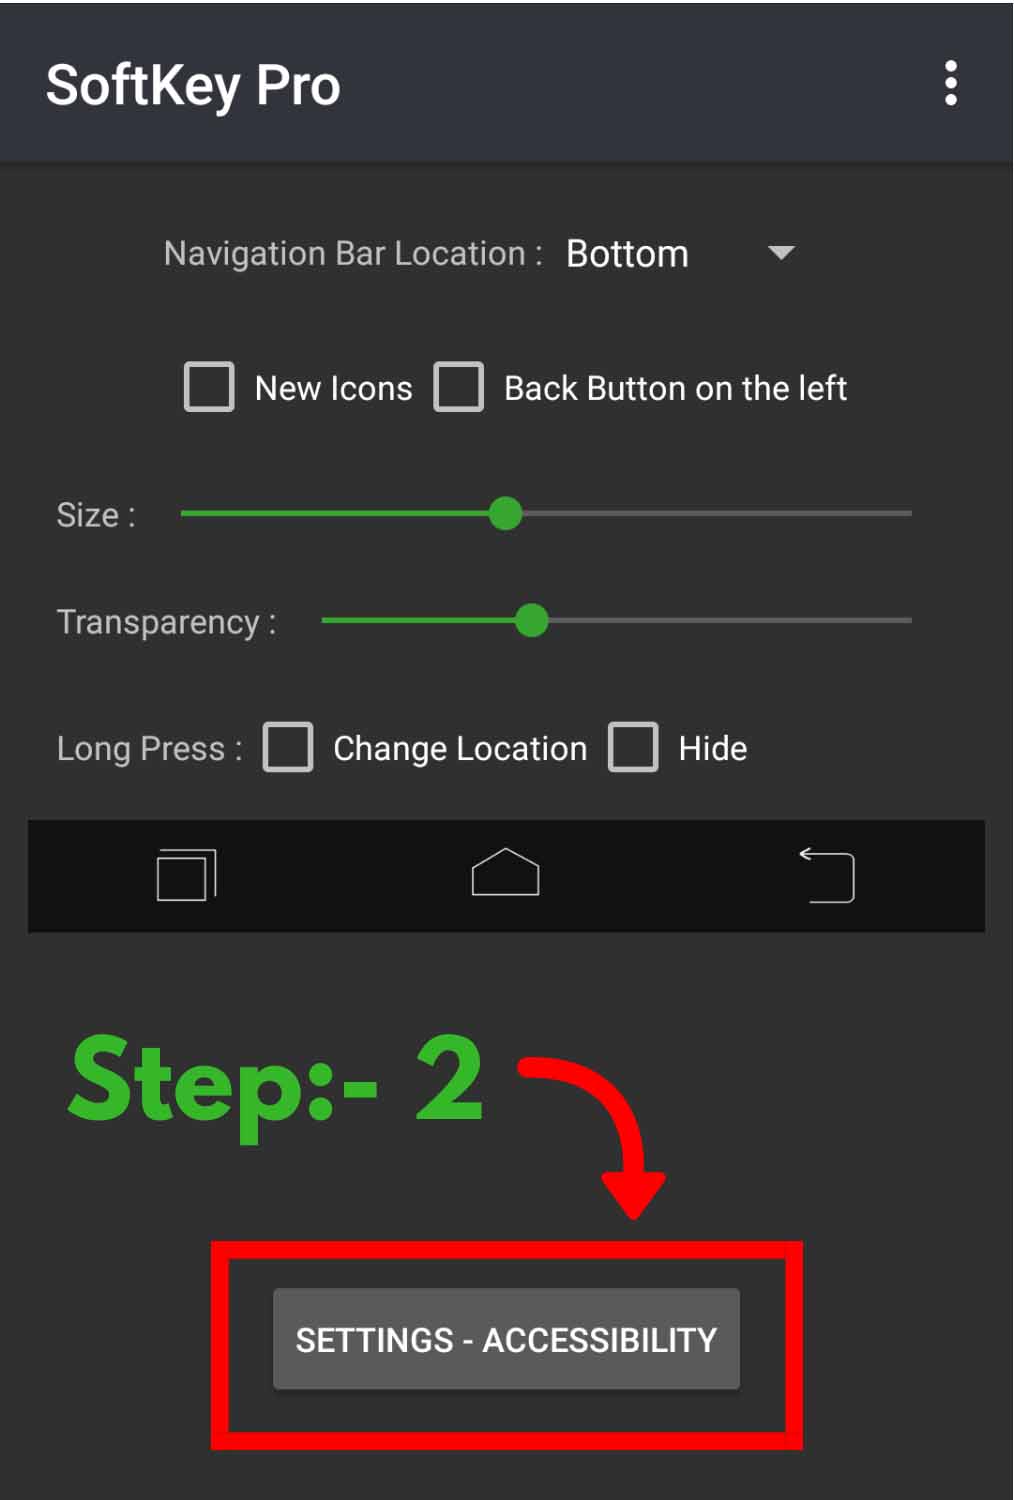 SoftKey Pro
Navigation Bar Location : Bottom
New Icons Back Button on the left
Size :
Transparency :
Long Press : Change Location Hide
Step:- 2
SETTINGS - ACCESSIBILITY